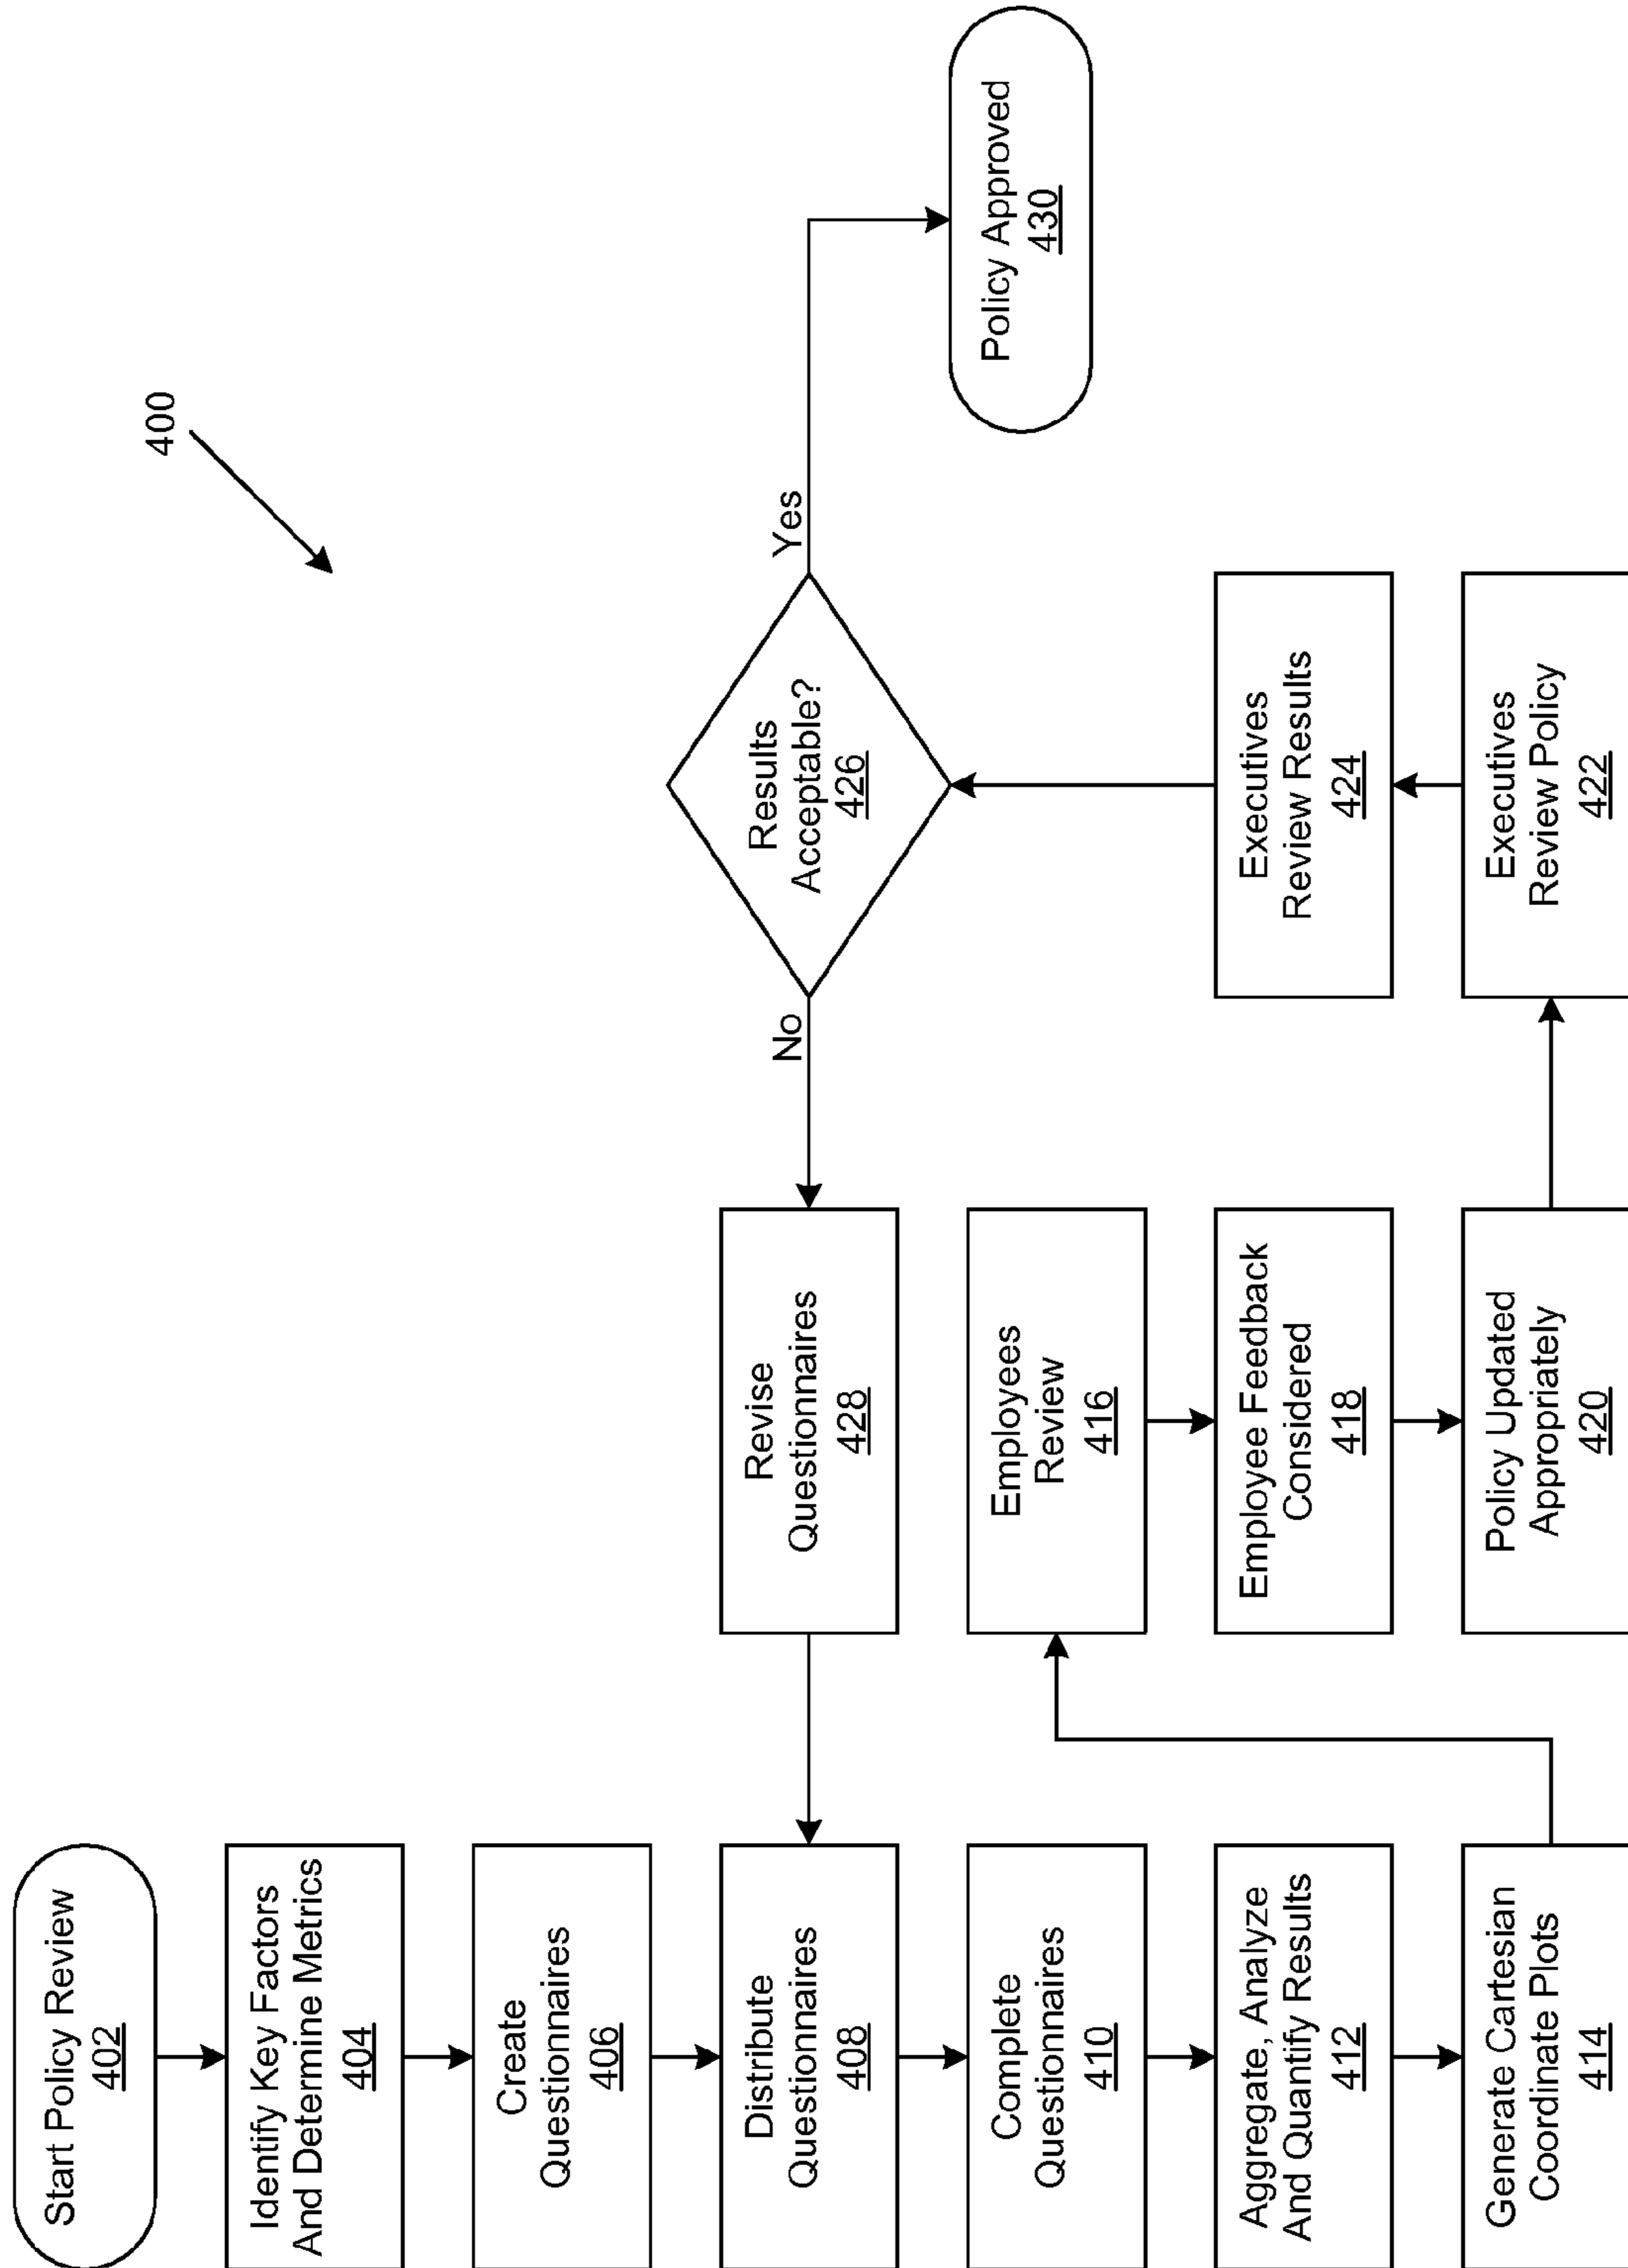 400
Start Policy Review
402
Identify Key Factors
And Determine Metrics
404
Create
Questionnaires
406
Distribute
Questionnaires
408
Complete
Questionnaires
410
Aggregate, Analyze
And Quantify Results
412
Generate Cartesian
Coordinate Plots
414
Revise
Questionnaires
428
Employees
Review
416
Employee Feedback
Considered
418
Policy Updated
Appropriately
420
No
Results
Acceptable?
426
Yes
Executives
Review Results
424
Executives
Review Policy
422
Policy Approved
430